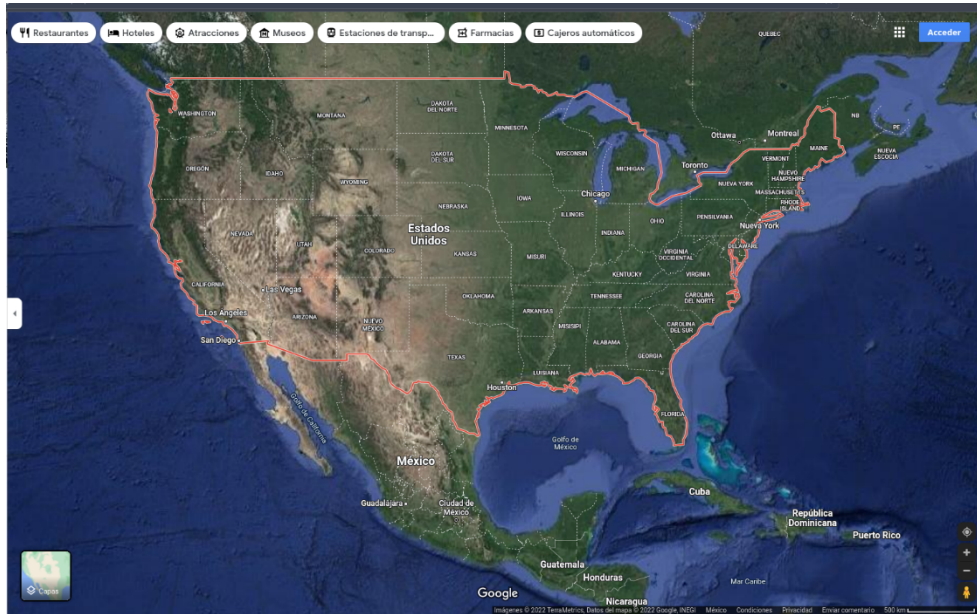 Restaurantes
Hoteles
Atracciones
Museos
Estaciones de transp...
Farmacias
Cajeros automáticos
Acceder
QUEBEC
WASHINGTON
MONTANA
DAKOTA
DEL NORTE
MINNESOTA
Ottawa
Montreal
NB
PE
NUEVA
ESCOCIA
MAINE
OREGÓN
IDAHO
WYOMING
DAKOTA
DEL SUR
WISCONSIN
MICHIGAN
Toronto
VERMONT
NUEVO
HAMPSHIRE
NUEVA YORK
MASSACHUSETTS
RHODE
ISLAND
Chicago
NEBRASKA
IOWA
ILLINOIS
INDIANA
OHIO
PENSILVANIA
Nueva York
NEVADA
UTAH
COLORADO
Estados
Unidos
KANSAS
MISURI
VIRGINIA
OCCIDENTAL
DELAWARE
KENTUCKY
VIRGINIA
CALIFORNIA
Las Vegas
Los Ángeles
ARIZONA
NUEVO
MÉXICO
OKLAHOMA
ARKANSAS
TENNESSEE
CAROLINA
DEL NORTE
MISISIPI
CAROLINA
DEL SUR
San Diego
TEXAS
ALABAMA
GEORGIA
LUISIANA
Houston
FLORIDA
Golfo de California
Golfo de
México
México
Guadalajara
Ciudad de
México
Cuba
República
Dominicana
Puerto Rico
Guatemala
Honduras
Nicaragua
Mar Caribe
Capas
Google
Imágenes © 2022 TerraMetrics, Datos del mapa © 2022 Google, INEGI México Condiciones Privacidad Enviar comentario 500 km